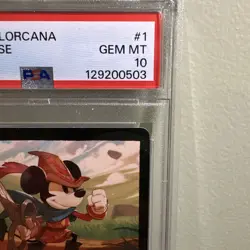 LORCANA #1
SE GEM MT
PSA 10
129200503